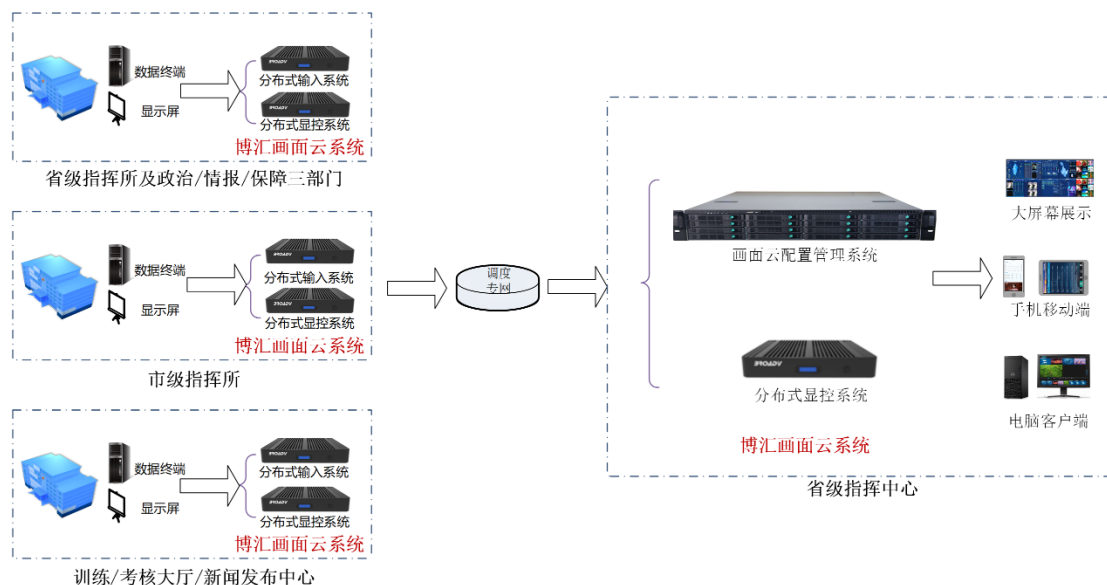 数据终端
显示屏
分布式输入系统
BROADV
分布式显控系统
博汇画面云系统
省级指挥所及政治/情报/保障三部门
数据终端
显示屏
分布式输入系统
BROADV
分布式显控系统
博汇画面云系统
市级指挥所
数据终端
显示屏
分布式输入系统
BROADV
分布式显控系统
博汇画面云系统
训练/考核大厅/新闻发布中心
调度
专网
画面云配置管理系统
BROADV
分布式显控系统
博汇画面云系统
大屏幕展示
手机移动端
电脑客户端
省级指挥中心